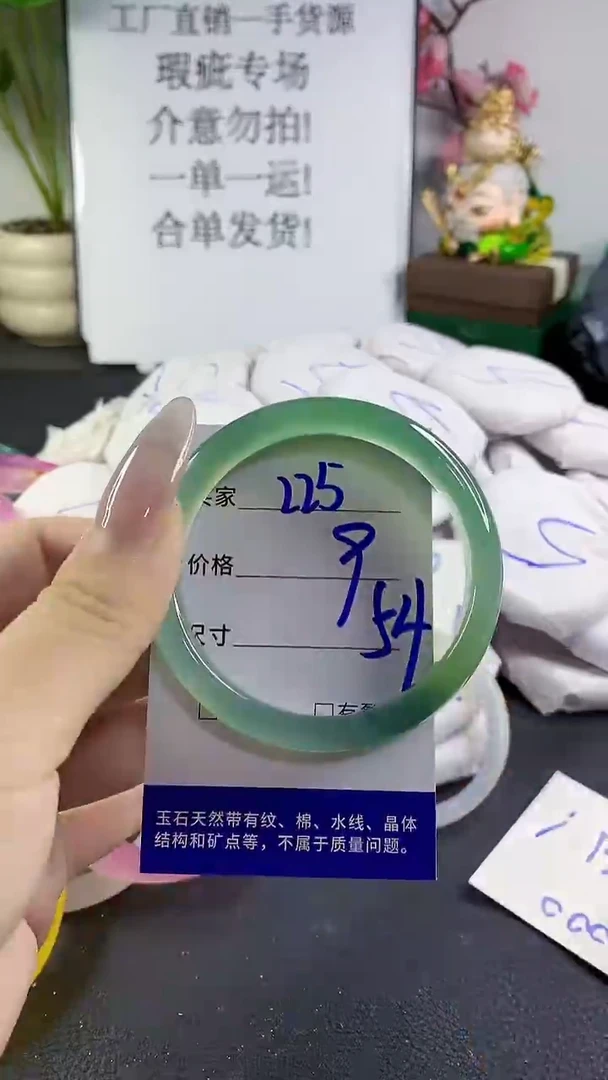 工厂直销一手货源
瑕疵专场
介意勿拍!
一单一运!
合单发货!
家 225
价格 9
尺寸 54
玉石天然带有纹、棉、水线、晶体
结构和矿点等，不属于质量问题。